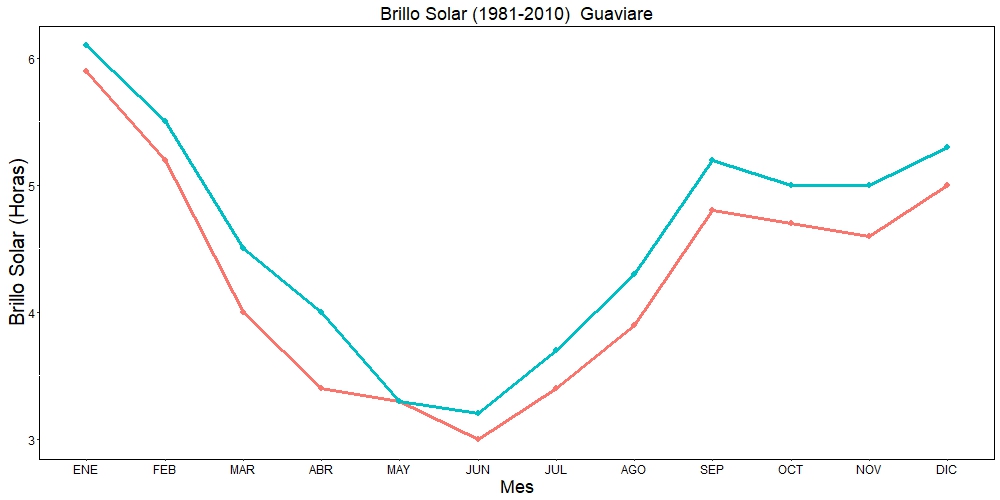 Brillo Solar (1981-2010)  Guaviare
Brillo Solar (Horas)
6
5
4
3
ENE FEB MAR ABR MAY JUN JUL AGO SEP OCT NOV DIC
Mes